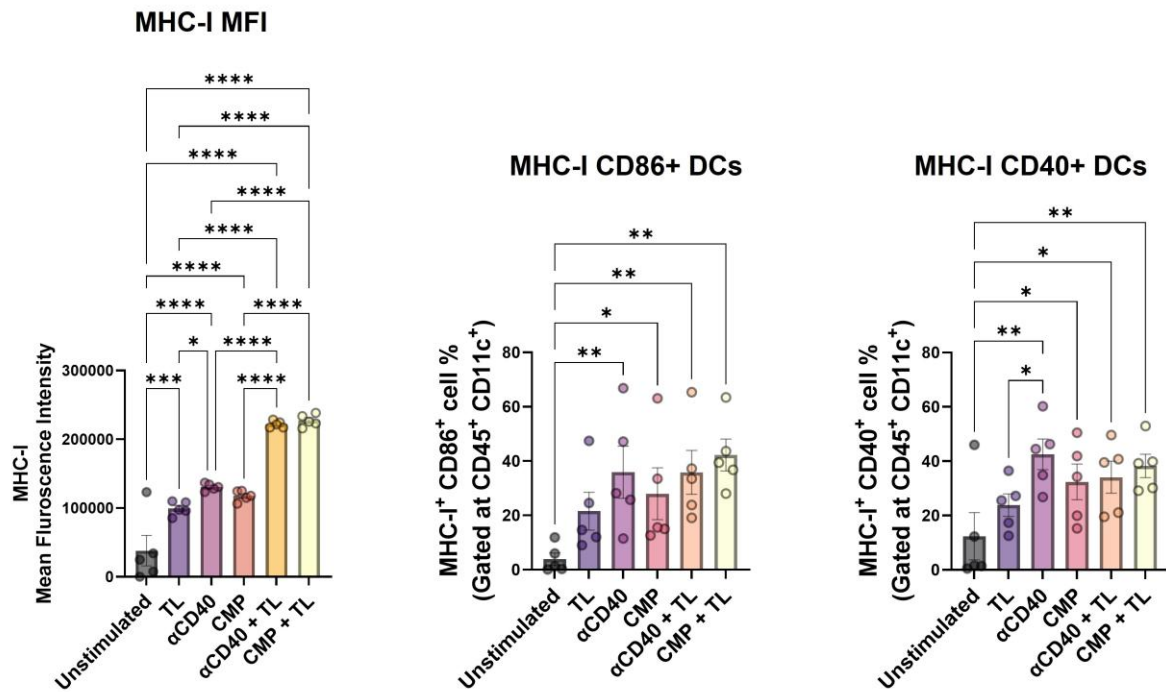 MHC-I MFI
****
****
****
****
****
****
****
****
*
****
***
****
MHC-I
Mean Fluroscence Intensity
300000
200000
100000
0
Unstimulated
TL
αCD40
CMP
αCD40 + TL
CMP + TL
MHC-I CD86+ DCs
**
**
*
**
MHC-I⁺ CD86⁺ cell %
(Gated at CD45⁺ CD11c⁺)
80
60
40
20
0
Unstimulated
TL
αCD40
CMP
αCD40 + TL
CMP + TL
MHC-I CD40+ DCs
**
*
*
**
*
MHC-I⁺ CD40⁺ cell %
(Gated at CD45⁺ CD11c⁺)
80
60
40
20
0
Unstimulated
TL
αCD40
CMP
αCD40 + TL
CMP + TL